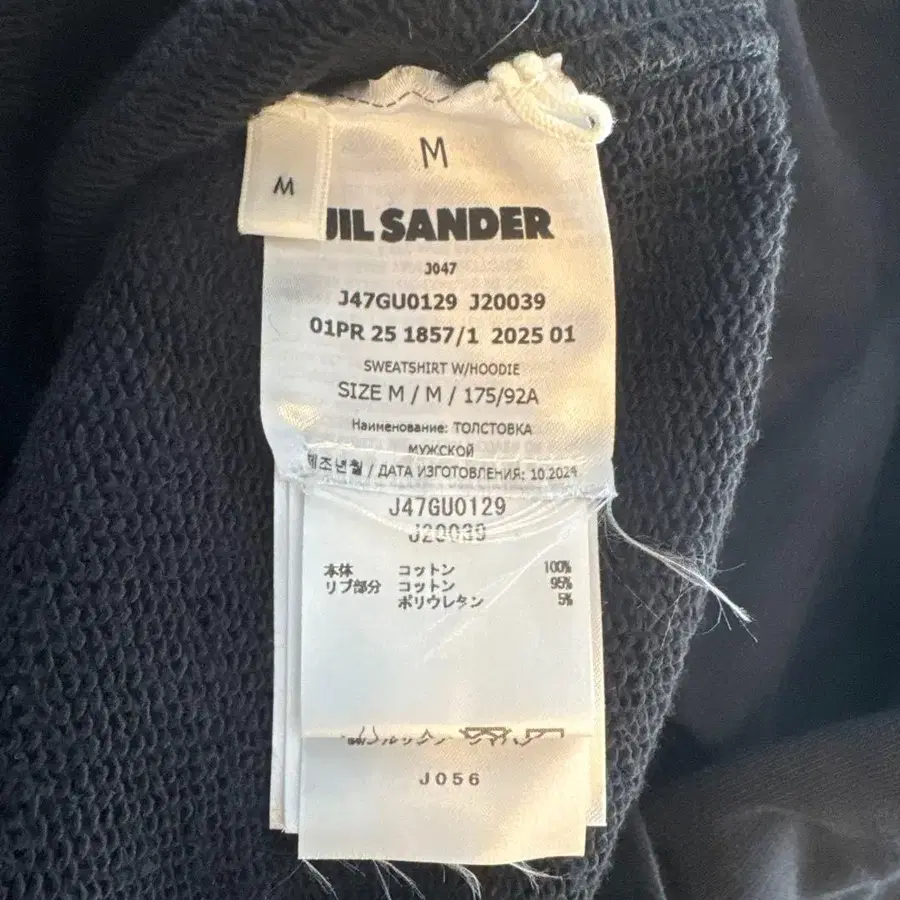 M
M
JIL SANDER
J047
J47GU0129 J20039
01PR 25 1857/1 2025 01
SWEATSHIRT W/HOODIE
SIZE M / M / 175/92A
Наименование: ТОЛСТОВКА
МУЖСКОЙ
제조년월 / ДАТА ИЗГОТОВЛЕНИЯ: 10.2024
J47GU0129
J20039
本体 コットン 100%
リブ部分 コットン 95%
ポリウレタン 5%
J056